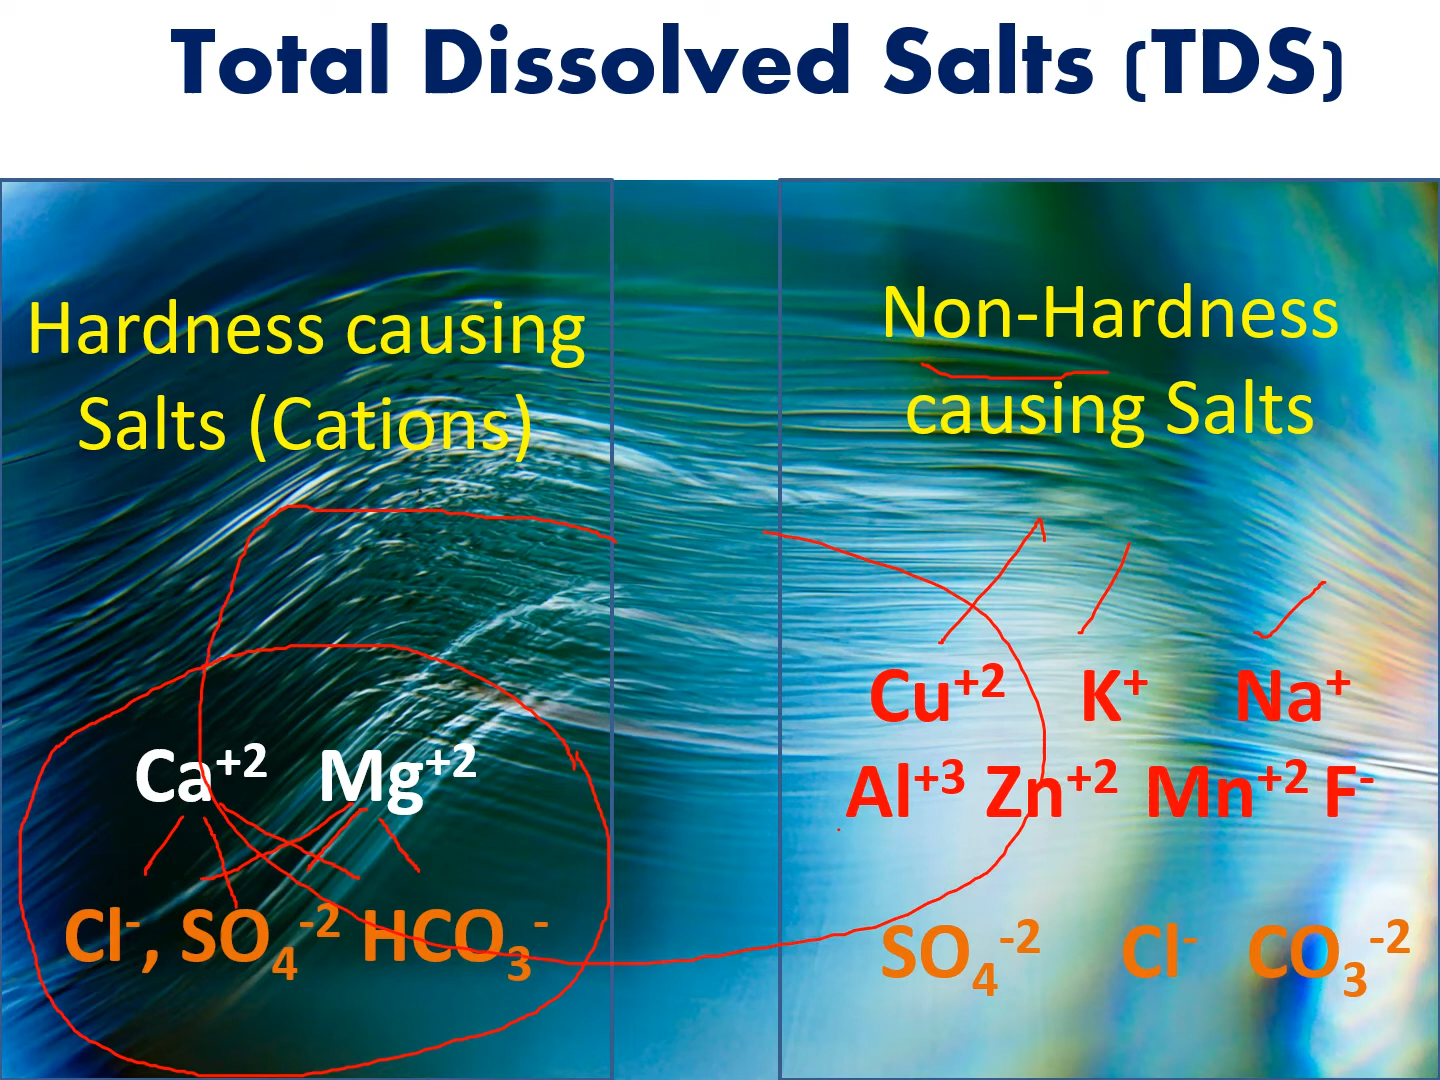 Total Dissolved Salts (TDS)
Hardness causing
Salts (Cations)
Ca⁺² Mg⁺²
Cl⁻, SO₄⁻² HCO₃⁻
Non-Hardness
causing Salts
Cu⁺² K⁺ Na⁺
Al⁺³ Zn⁺² Mn⁺² F⁻
SO₄⁻² Cl⁻ CO₃⁻²